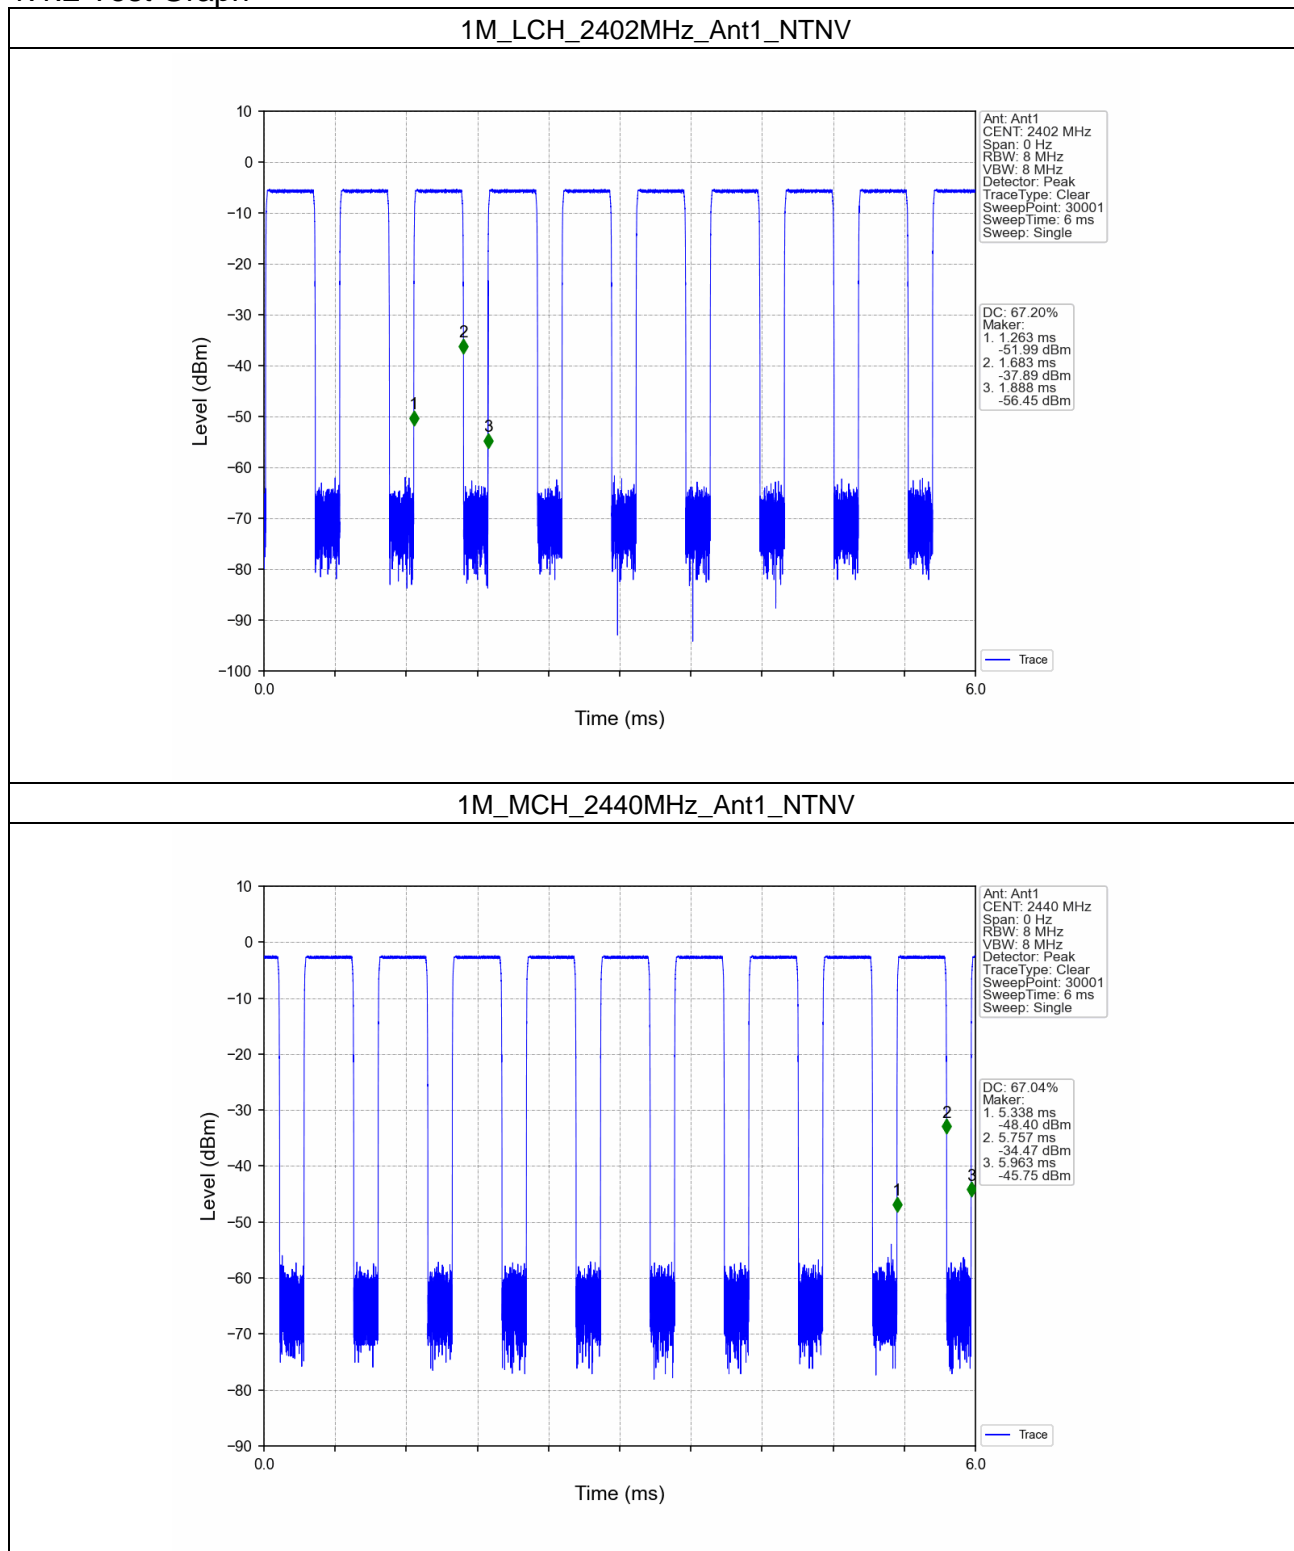 4.1.2 Test Graph
1M_LCH_2402MHz_Ant1_NTNV
10
0
−10
−20
−30
−40
−50
−60
−70
−80
−90
−100
Level (dBm)
0.0
6.0
Time (ms)
1
2
3
Ant: Ant1
CENT: 2402 MHz
Span: 0 Hz
RBW: 8 MHz
VBW: 8 MHz
Detector: Peak
TraceType: Clear
SweepPoint: 30001
SweepTime: 6 ms
Sweep: Single
DC: 67.20%
Maker:
1. 1.263 ms
-51.99 dBm
2. 1.683 ms
-37.89 dBm
3. 1.888 ms
-56.45 dBm
Trace
1M_MCH_2440MHz_Ant1_NTNV
10
0
−10
−20
−30
−40
−50
−60
−70
−80
−90
Level (dBm)
0.0
6.0
Time (ms)
1
2
3
Ant: Ant1
CENT: 2440 MHz
Span: 0 Hz
RBW: 8 MHz
VBW: 8 MHz
Detector: Peak
TraceType: Clear
SweepPoint: 30001
SweepTime: 6 ms
Sweep: Single
DC: 67.04%
Maker:
1. 5.338 ms
-48.40 dBm
2. 5.757 ms
-34.47 dBm
3. 5.963 ms
-45.75 dBm
Trace